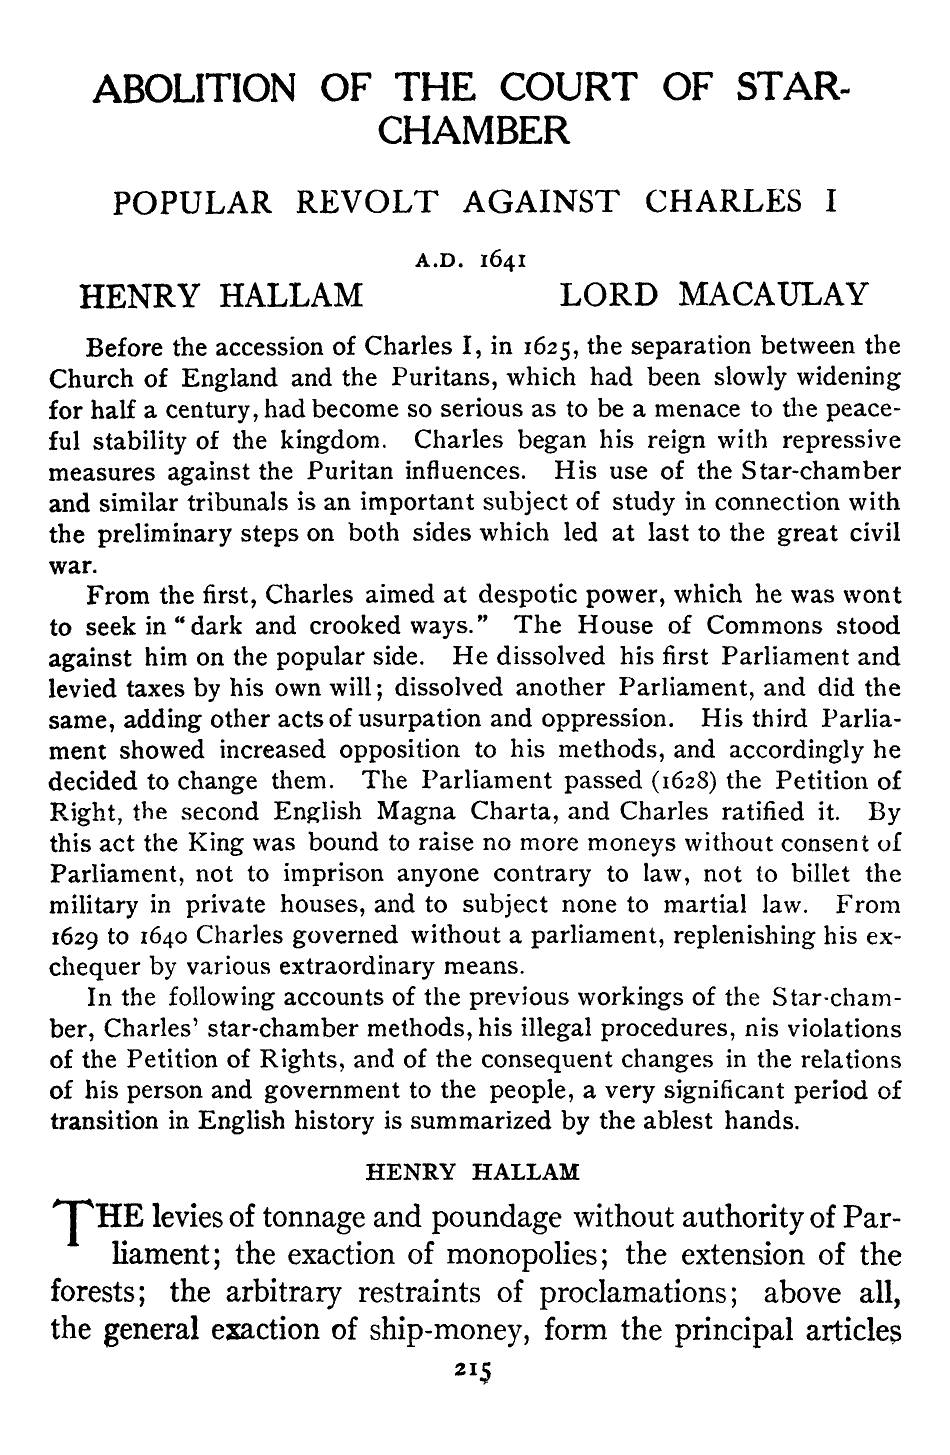 ABOLITION OF THE COURT OF STAR-
CHAMBER
POPULAR REVOLT AGAINST CHARLES I
A.D. 1641
HENRY HALLAM LORD MACAULAY
Before the accession of Charles I, in 1625, the separation between the
Church of England and the Puritans, which had been slowly widening
for half a century, had become so serious as to be a menace to the peace-
ful stability of the kingdom. Charles began his reign with repressive
measures against the Puritan influences. His use of the Star-chamber
and similar tribunals is an important subject of study in connection with
the preliminary steps on both sides which led at last to the great civil
war.
From the first, Charles aimed at despotic power, which he was wont
to seek in "dark and crooked ways." The House of Commons stood
against him on the popular side. He dissolved his first Parliament and
levied taxes by his own will; dissolved another Parliament, and did the
same, adding other acts of usurpation and oppression. His third Parlia-
ment showed increased opposition to his methods, and accordingly he
decided to change them. The Parliament passed (1628) the Petition of
Right, the second English Magna Charta, and Charles ratified it. By
this act the King was bound to raise no more moneys without consent of
Parliament, not to imprison anyone contrary to law, not to billet the
military in private houses, and to subject none to martial law. From
1629 to 1640 Charles governed without a parliament, replenishing his ex-
chequer by various extraordinary means.
In the following accounts of the previous workings of the Star-cham-
ber, Charles' star-chamber methods, his illegal procedures, nis violations
of the Petition of Rights, and of the consequent changes in the relations
of his person and government to the people, a very significant period of
transition in English history is summarized by the ablest hands.
HENRY HALLAM
THE levies of tonnage and poundage without authority of Par-
liament; the exaction of monopolies; the extension of the
forests; the arbitrary restraints of proclamations; above all,
the general exaction of ship-money, form the principal articles
215